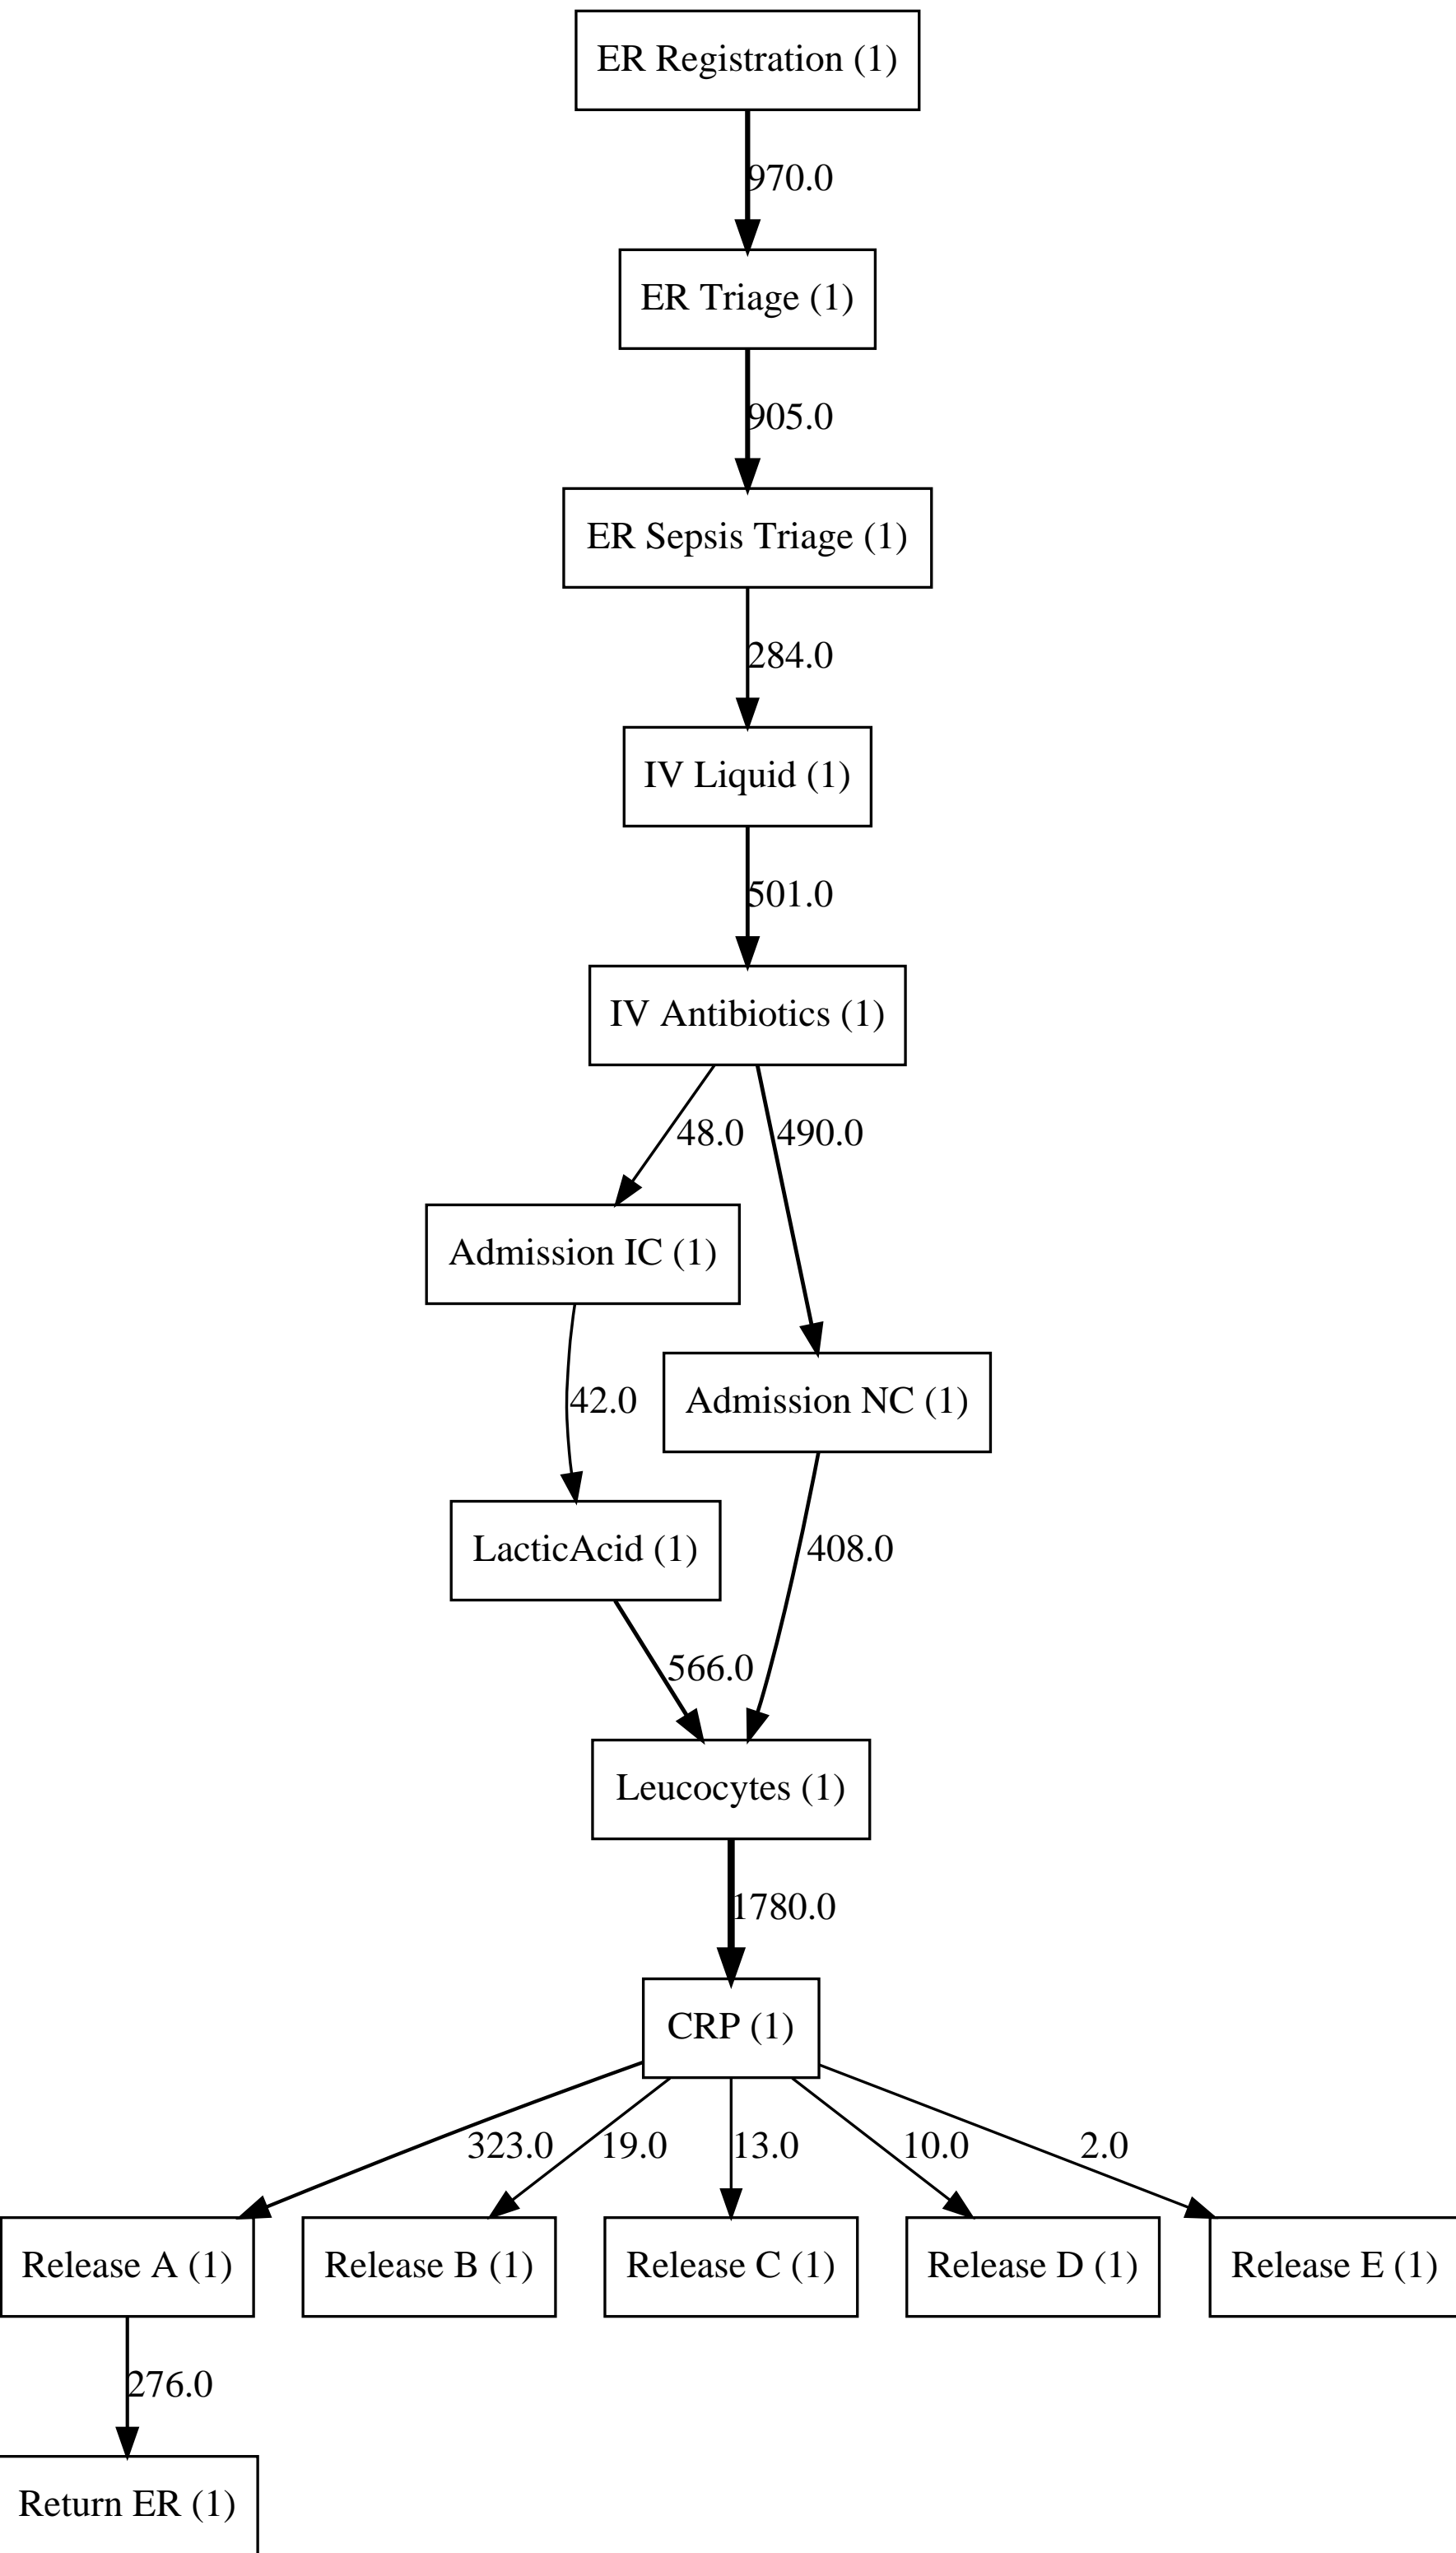 ER Registration (1)
970.0
ER Triage (1)
905.0
ER Sepsis Triage (1)
284.0
IV Liquid (1)
501.0
IV Antibiotics (1)
48.0
490.0
Admission IC (1)
42.0
Admission NC (1)
LacticAcid (1)
408.0
566.0
Leucocytes (1)
1780.0
CRP (1)
323.0
19.0
13.0
10.0
2.0
Release A (1)
Release B (1)
Release C (1)
Release D (1)
Release E (1)
276.0
Return ER (1)